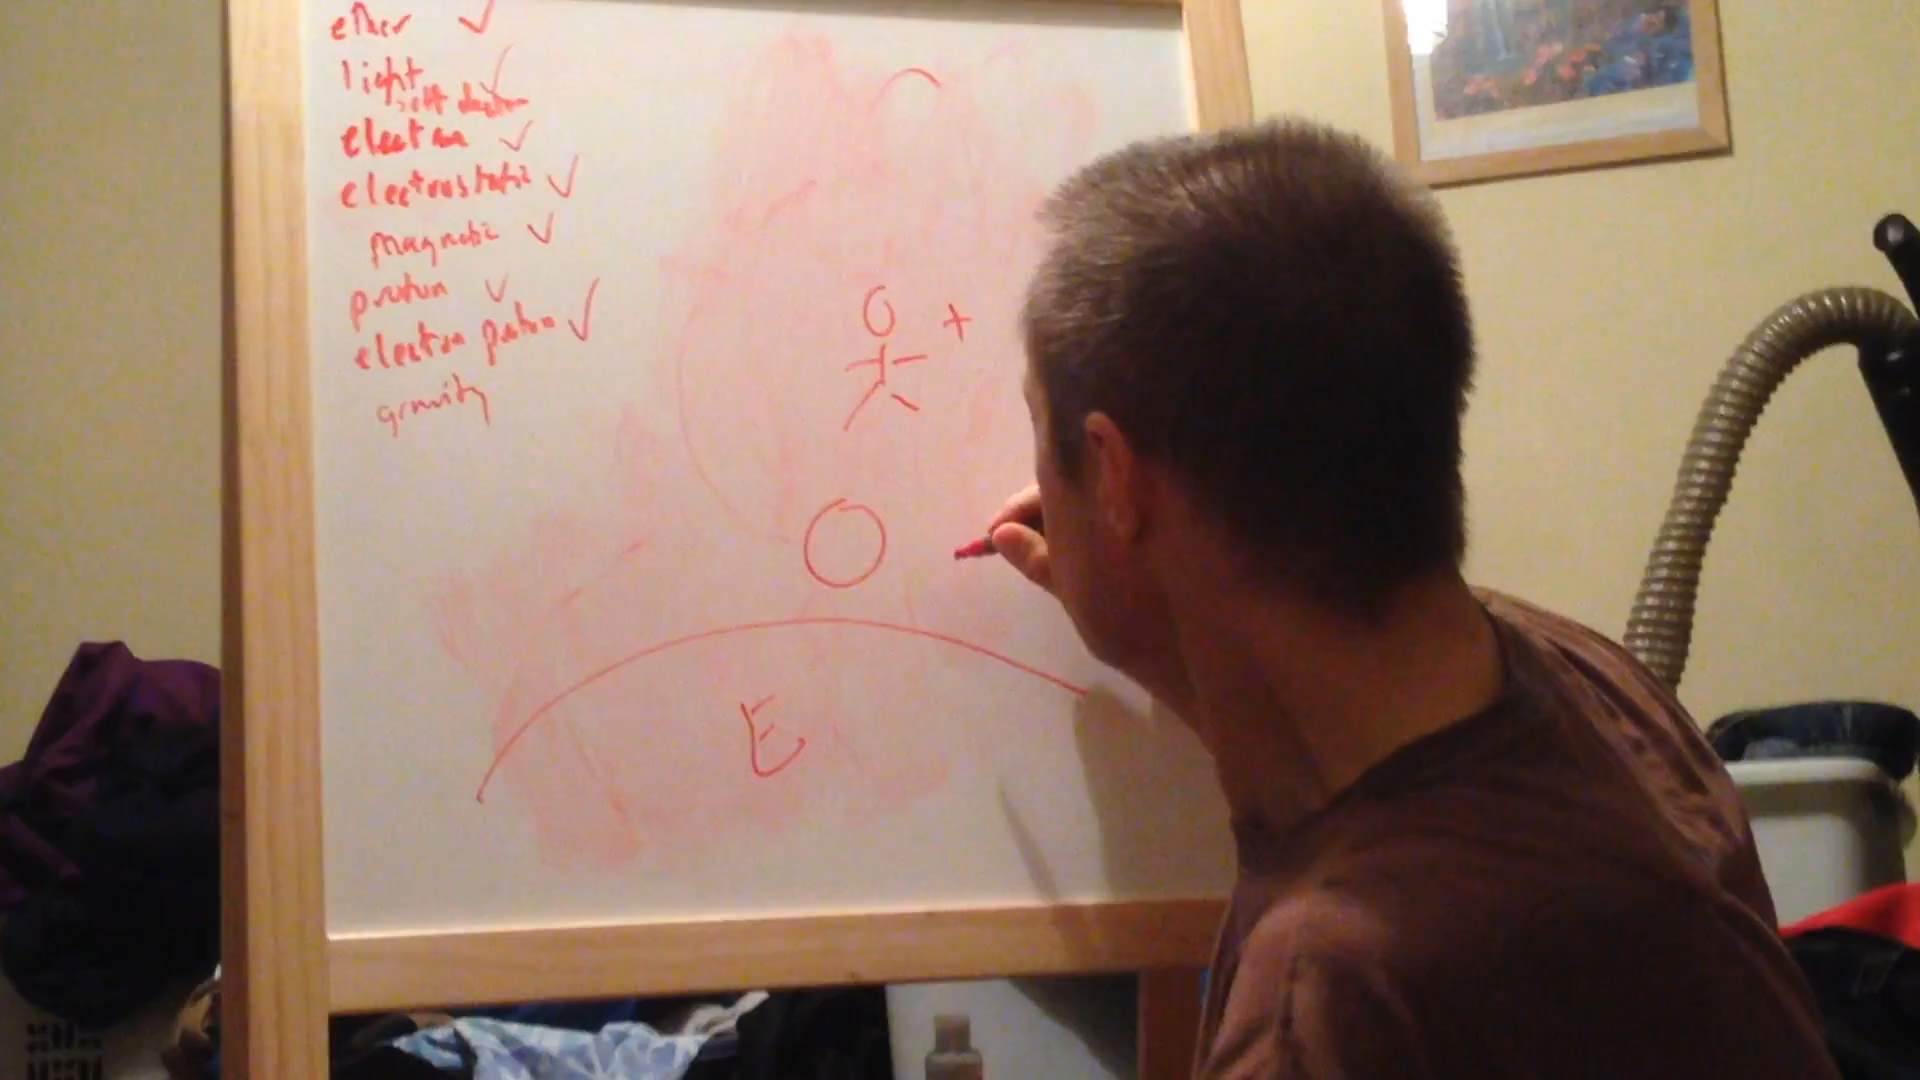 ether
light
electron
electrostatic
magnetic
proton
electron proton
gravity
+
E